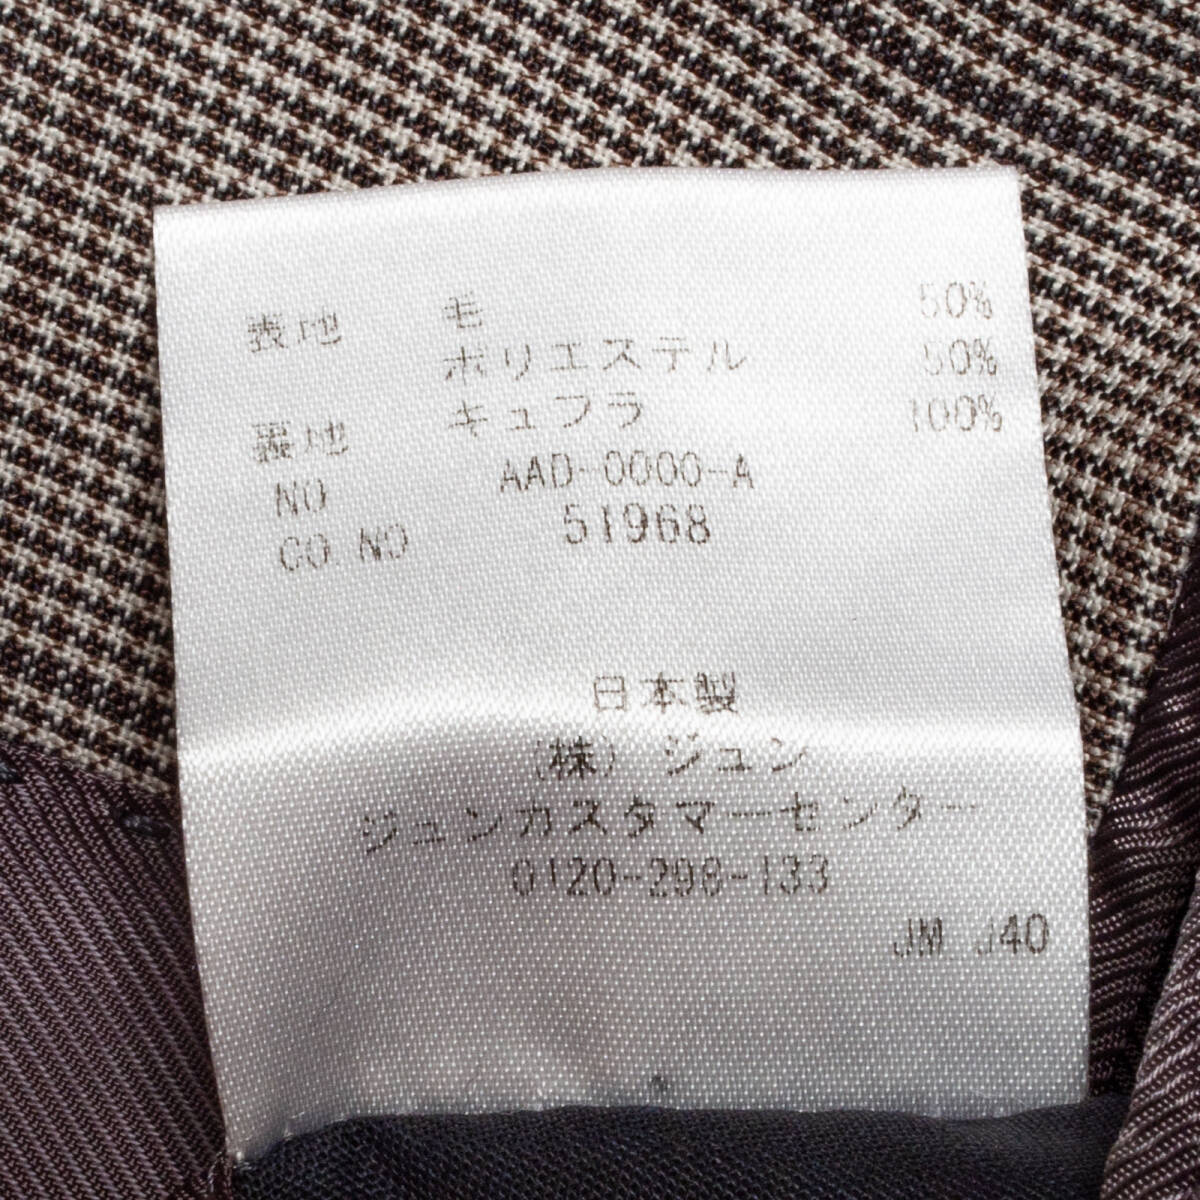 表地 毛 50%
ポリエステル 50%
裏地 キュプラ 100%
NO AAD-0000-A
CO.NO 51968
日本製
(株) ジュン
ジュンカスタマーセンター
0120-298-133
JM J40